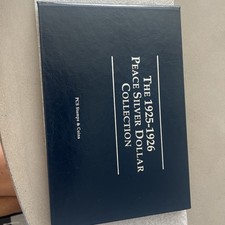 The 1925-1926
Peace Silver Dollar
Collection
PCS Stamps & Coins